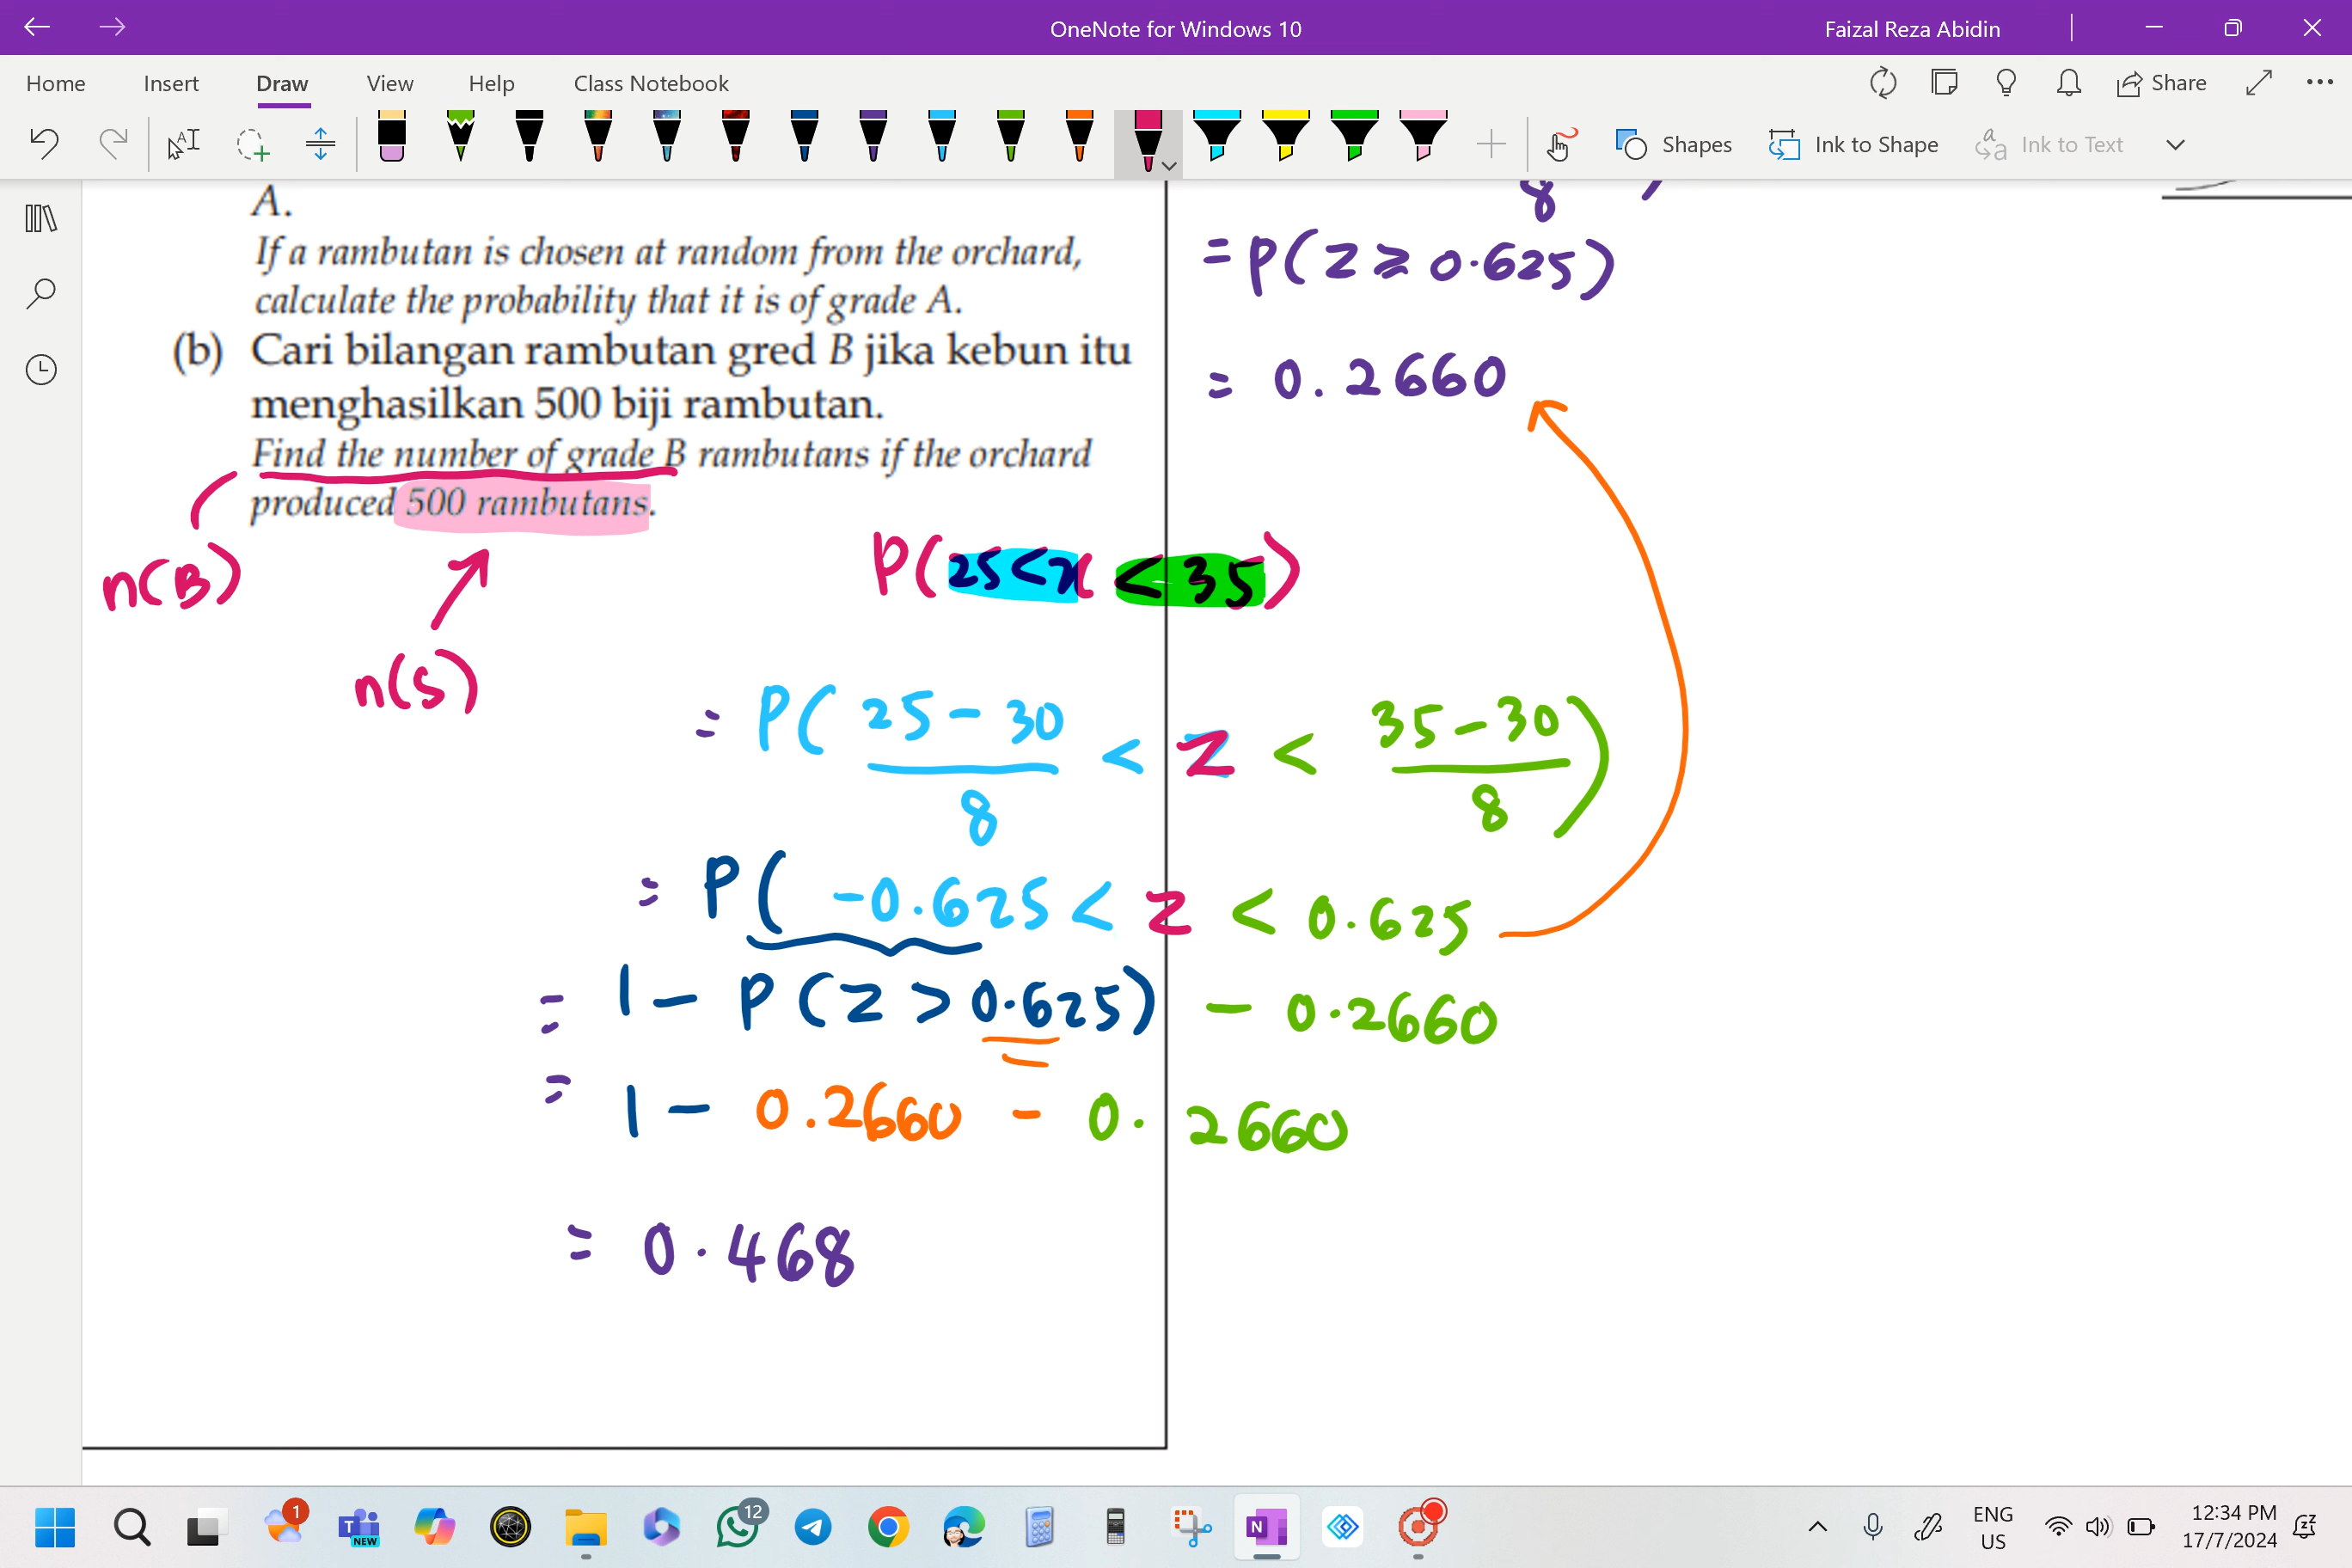 OneNote for Windows 10
Faizal Reza Abidin
Home Insert Draw View Help Class Notebook
Share
Shapes Ink to Shape Ink to Text
A.
If a rambutan is chosen at random from the orchard,
calculate the probability that it is of grade A.
(b) Cari bilangan rambutan gred B jika kebun itu
menghasilkan 500 biji rambutan.
Find the number of grade B rambutans if the orchard
produced 500 rambutans.
n(B)
n(S)
8
= P(Z ≥ 0.625)
= 0.2660
P(25<x<35)
= P( 25 - 30 / 8 < Z < 35 - 30 / 8 )
= P( -0.625 < Z < 0.625
= 1 - P(Z > 0.625) - 0.2660
= 1 - 0.2660 - 0.2660
= 0.468
1
NEW
12
ENG
US
12:34 PM
17/7/2024